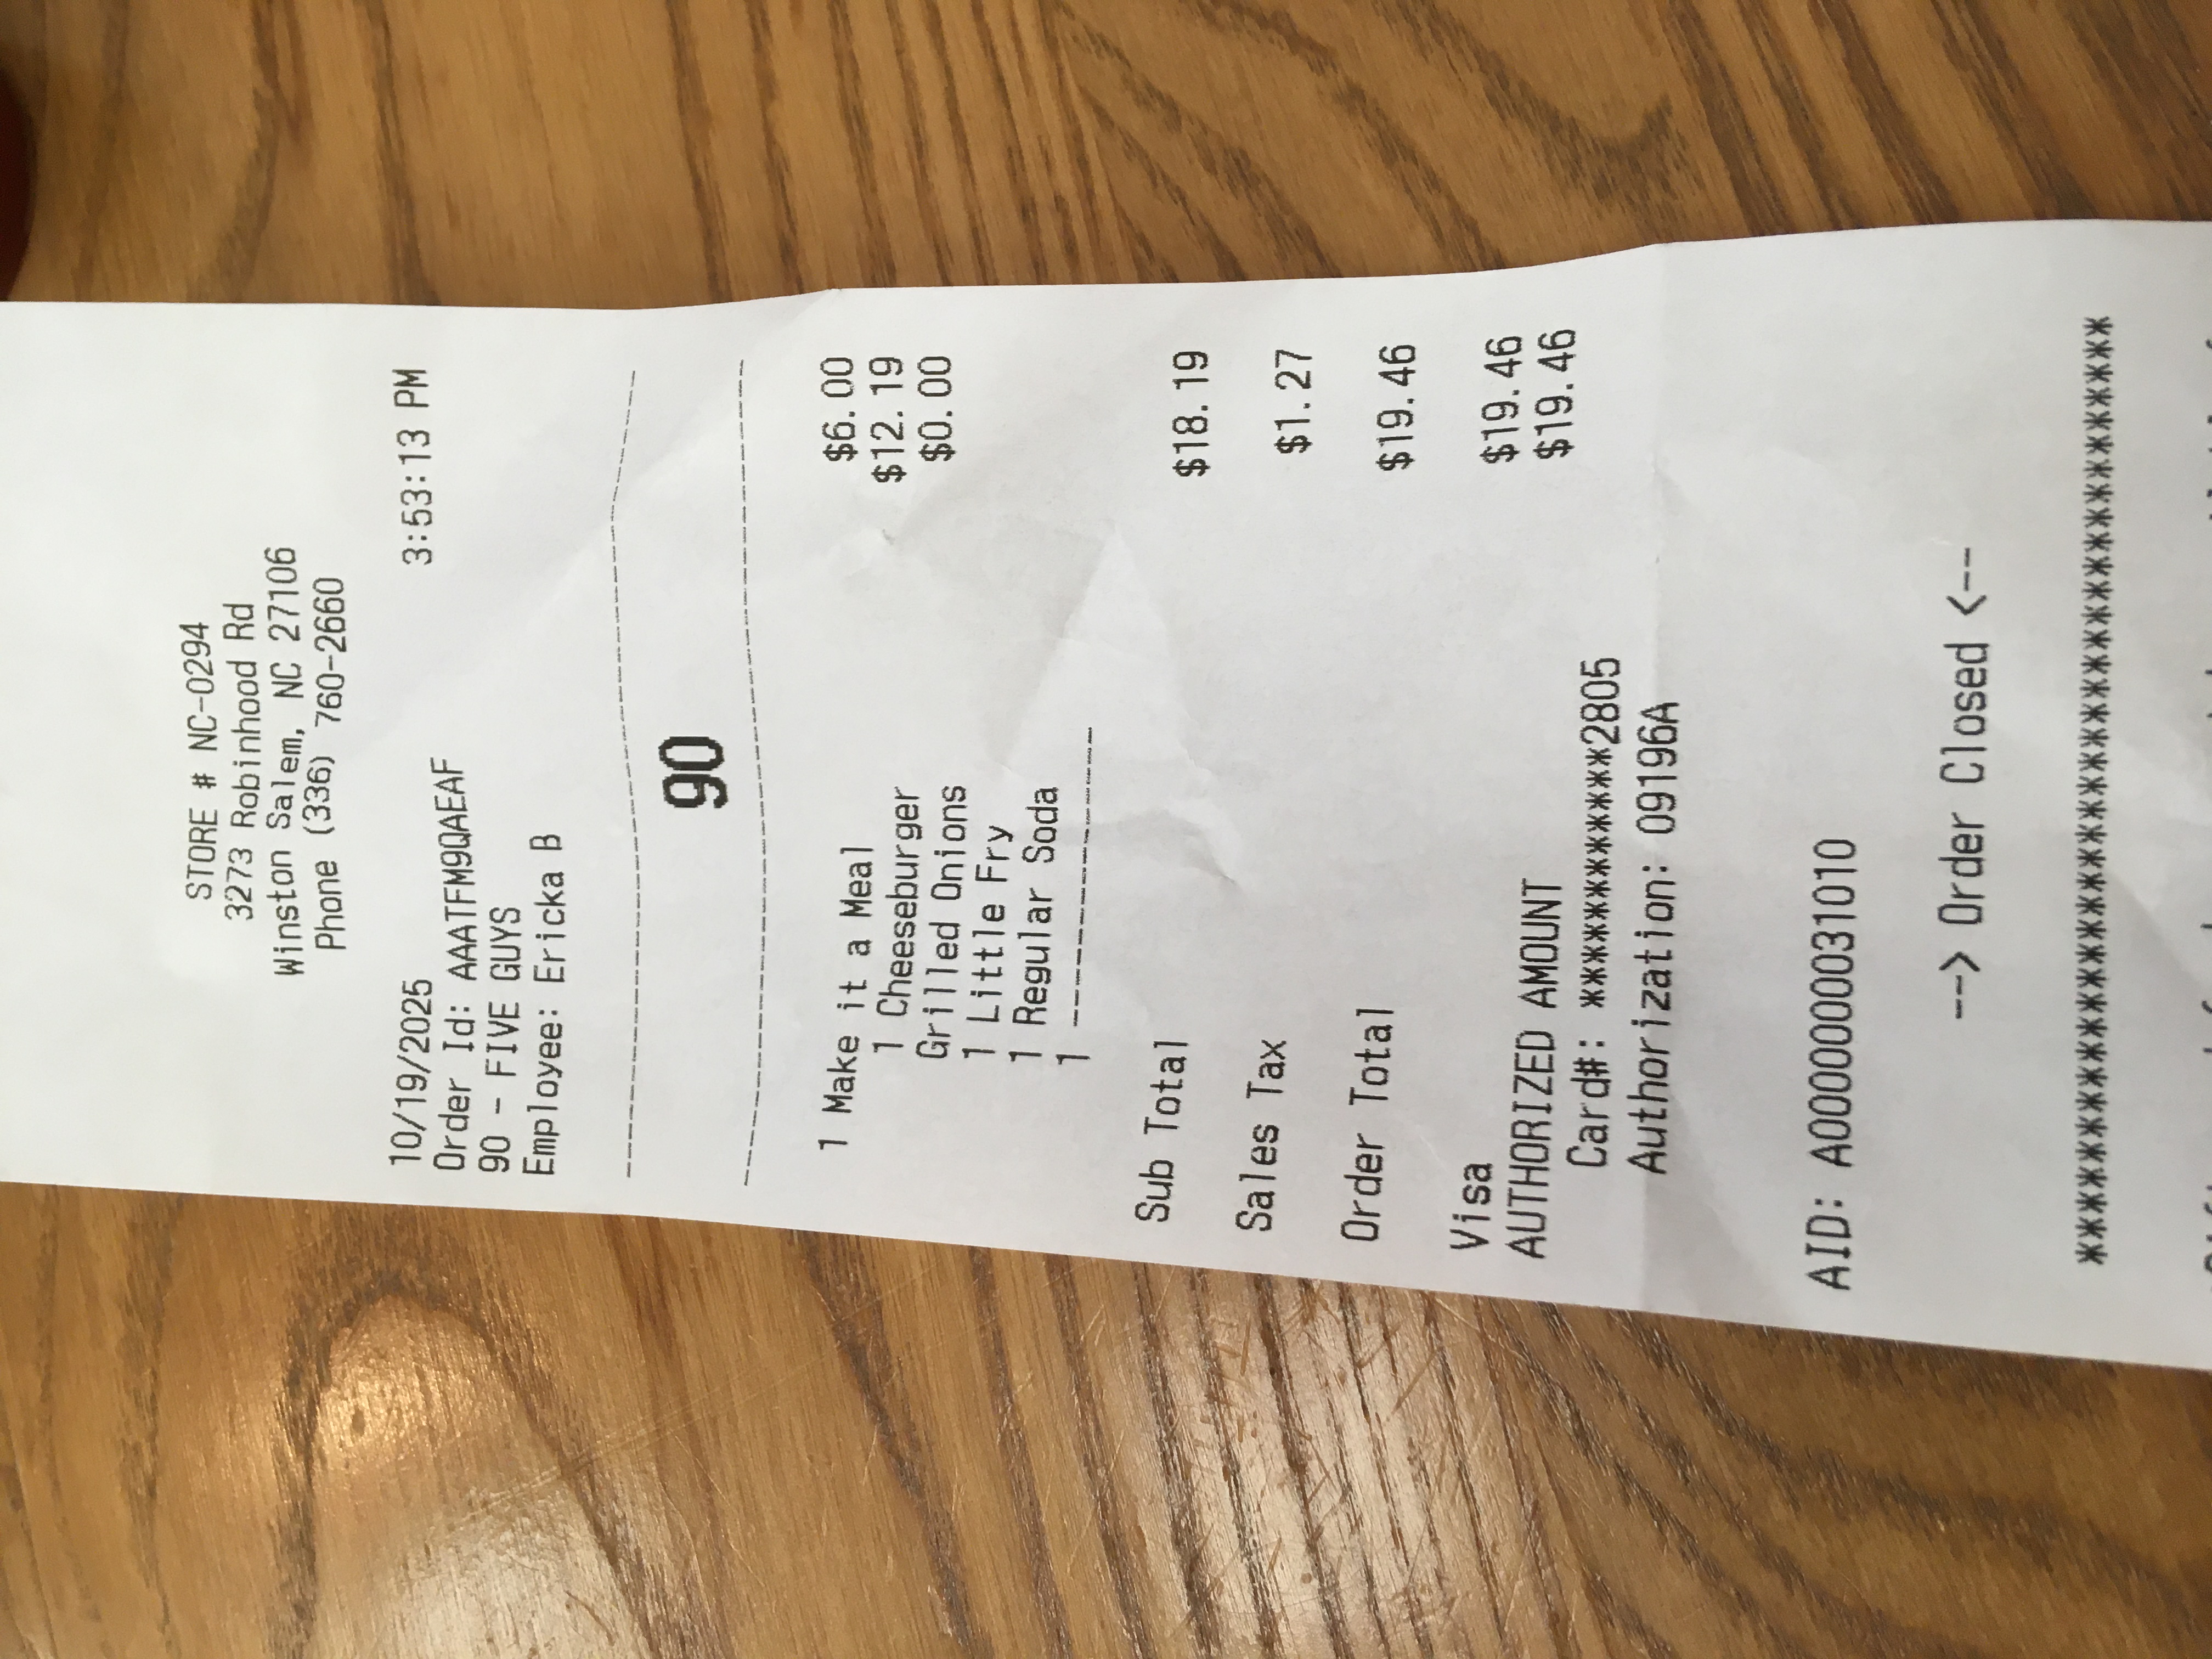 STORE # NC-0294
3273 Robinhood Rd
Winston Salem, NC 27106
Phone (336) 760-2660
10/19/2025 3:53:13 PM
Order Id: AAATFM9QAEAF
90 - FIVE GUYS
Employee: Ericka B
90
1 Make it a Meal $6.00
1 Cheeseburger $12.19
Grilled Onions $0.00
1 Little Fry
1 Regular Soda
1 ---------------
Sub Total $18.19
Sales Tax $1.27
Order Total $19.46
Visa $19.46
AUTHORIZED AMOUNT $19.46
Card#: ************2805
Authorization: 09196A
AID: A0000000031010
--> Order Closed <--
****************************************